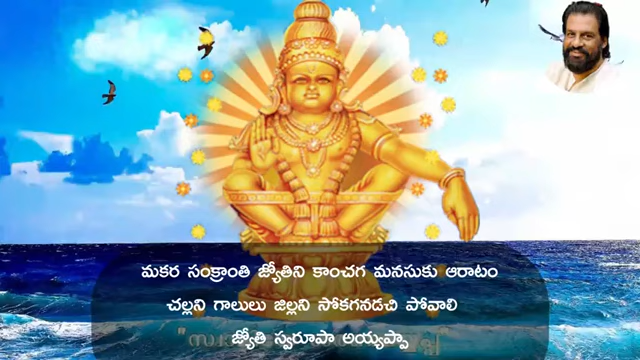 మకర సంక్రాంతి జ్యోతిని కాంచగ మనసుకు ఆరాటం
చల్లని గాలులు జిల్లని సోకగనడచి పోవాలి
జ్యోతి స్వరూపా అయ్యప్పా